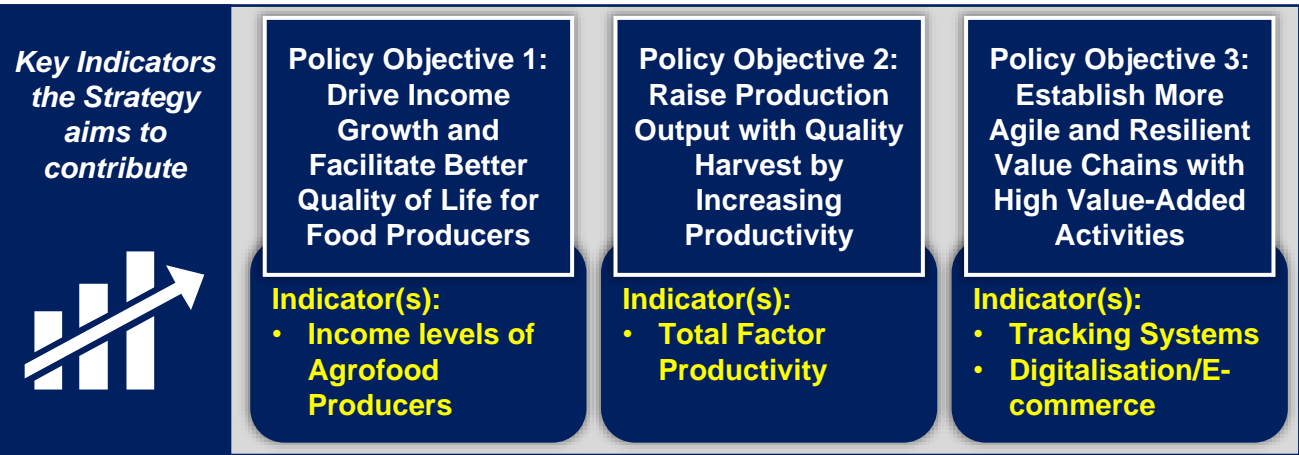 Key Indicators
the Strategy
aims to
contribute
Policy Objective 1:
Drive Income
Growth and
Facilitate Better
Quality of Life for
Food Producers
Indicator(s):
• Income levels of
Agrofood
Producers
Policy Objective 2:
Raise Production
Output with Quality
Harvest by
Increasing
Productivity
Indicator(s):
• Total Factor
Productivity
Policy Objective 3:
Establish More
Agile and Resilient
Value Chains with
High Value-Added
Activities
Indicator(s):
• Tracking Systems
• Digitalisation/E-
commerce